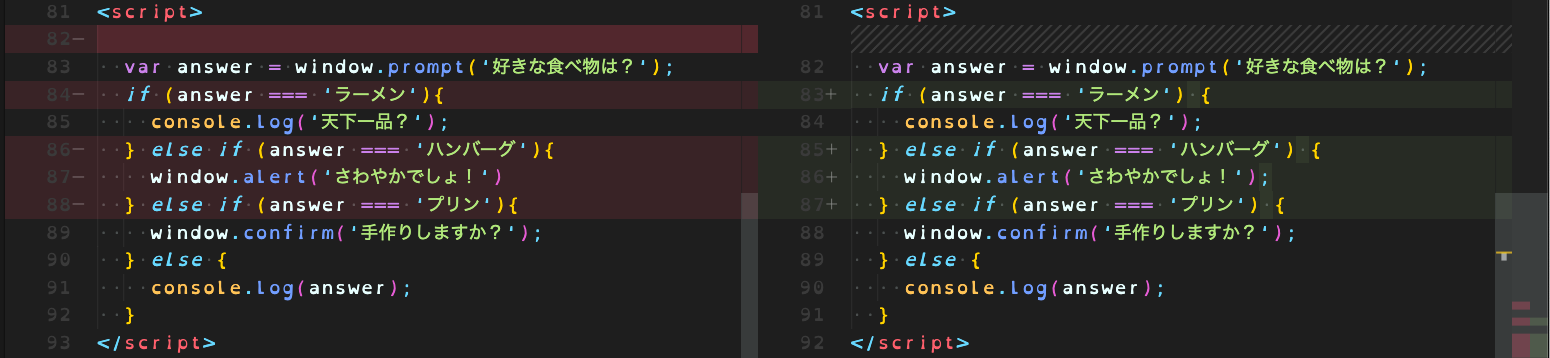 81 <script>
82-
83 var answer = window.prompt('好きな食べ物は？');
84- if (answer === 'ラーメン'){
85 console.log('天下一品？');
86- } else if (answer === 'ハンバーグ'){
87- window.alert('さわやかでしょ！')
88- } else if (answer === 'プリン'){
89 window.confirm('手作りしますか？');
90 } else {
91 console.log(answer);
92 }
93 </script>
81 <script>
82 var answer = window.prompt('好きな食べ物は？');
83+ if (answer === 'ラーメン') {
84 console.log('天下一品？');
85+ } else if (answer === 'ハンバーグ') {
86+ window.alert('さわやかでしょ！');
87+ } else if (answer === 'プリン') {
88 window.confirm('手作りしますか？');
89 } else {
90 console.log(answer);
91 }
92 </script>